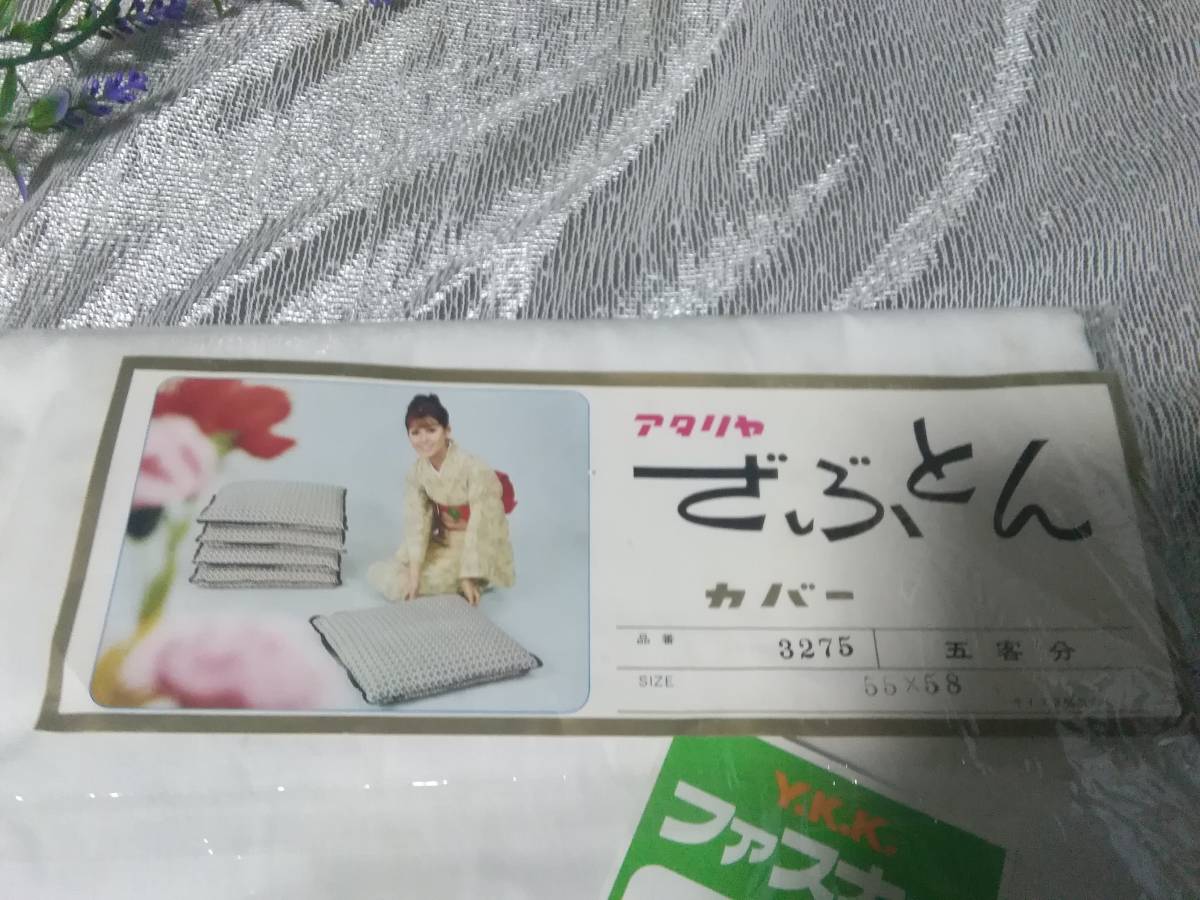 アタリヤ
ざぶとん
カバー
品番 3275 五客分
SIZE 55×58
Y.K.K.
ファスナ